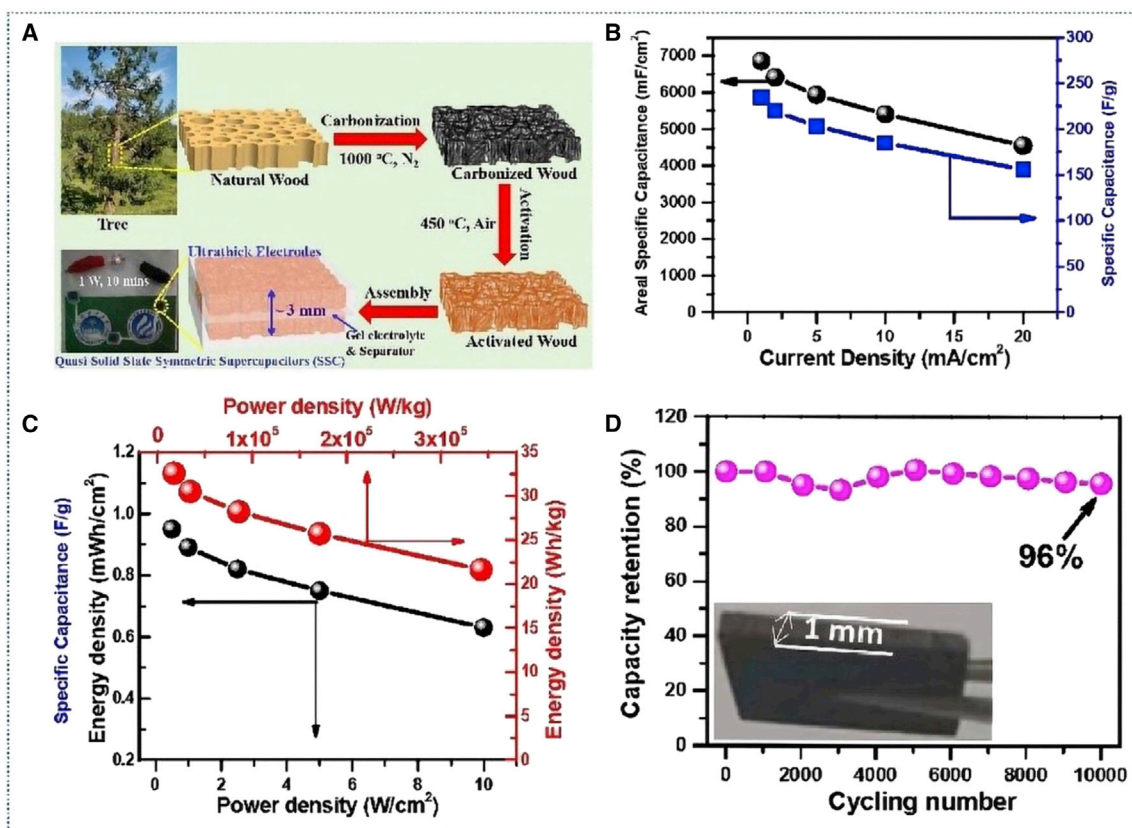 A
Carbonization
1000 °C, N₂
Natural Wood
Carbonized Woud
Tree
Activation
450 °C, Air
Ultrathick Electrodes
1 W, 10 mins
~3 mm
Assembly
Gel electrolyte
& Separator
Activated Woud
Quasi Solid State Symmetric Supercapacitors (SSC)
B
Areal Specific Capacitance (mF/cm²)
7000
6000
5000
4000
3000
2000
1000
0
300
250
200
150
100
50
0
Specific Capacitance (F/g)
0 5 10 15 20
Current Density (mA/cm²)
C
Power density (W/kg)
0 1x10⁵ 2x10⁵ 3x10⁵
Specific Capacitance (F/g)
Energy density (mWh/cm²)
1.2
1.0
0.8
0.6
0.4
0.2
35
30
25
20
15
10
5
0
Energy density (Wh/kg)
0 2 4 6 8 10
Power density (W/cm²)
D
Capacity retention (%)
120
100
80
60
40
20
0
96%
1 mm
0 2000 4000 6000 8000 10000
Cycling number